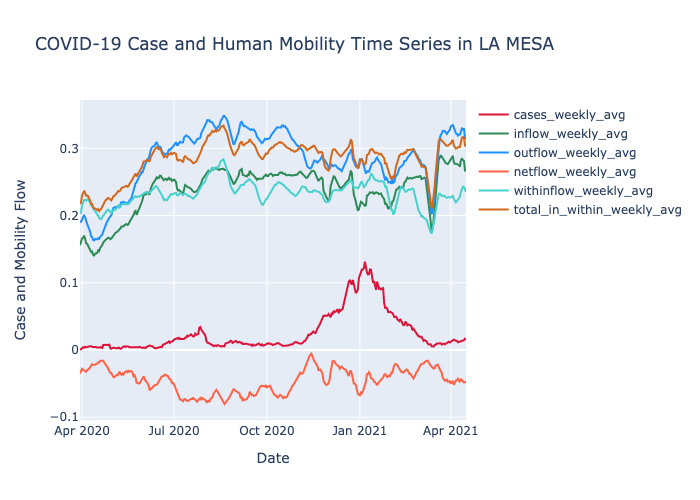 COVID-19 Case and Human Mobility Time Series in LA MESA
cases_weekly_avg
inflow_weekly_avg
outflow_weekly_avg
netflow_weekly_avg
withinflow_weekly_avg
total_in_within_weekly_avg
Case and Mobility Flow
0.3
0.2
0.1
0
−0.1
Apr 2020
Jul 2020
Oct 2020
Jan 2021
Apr 2021
Date